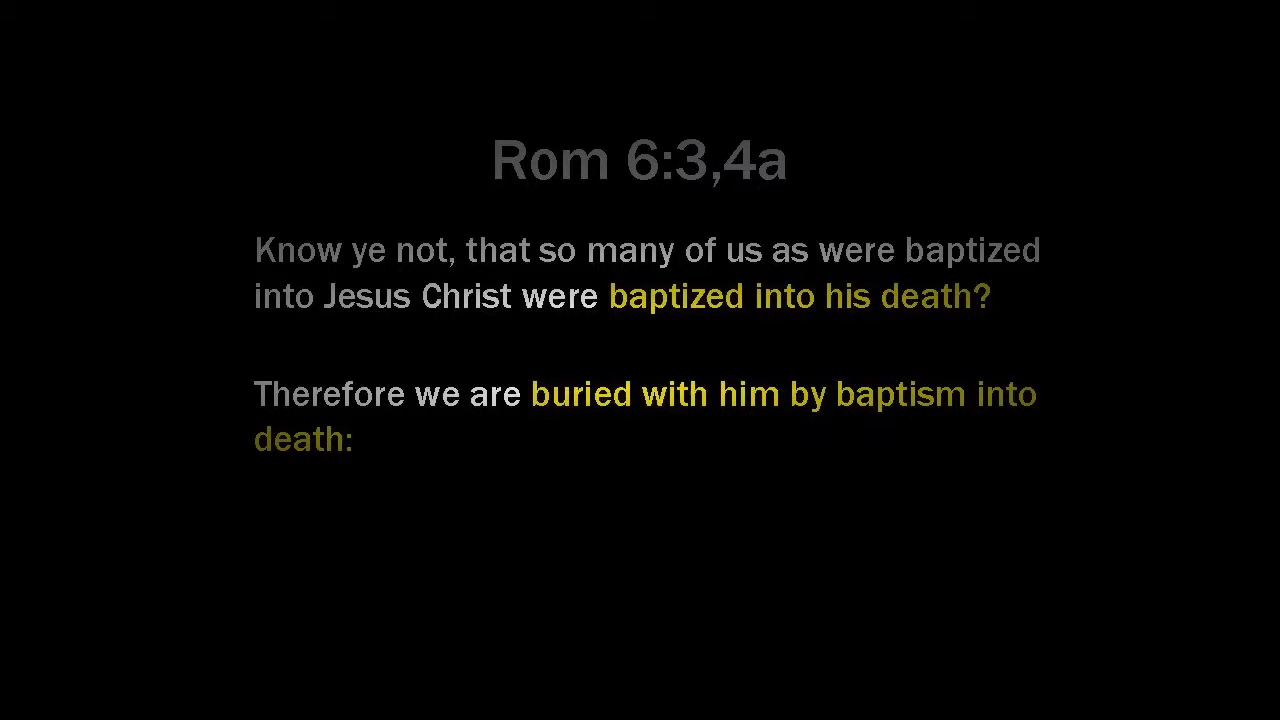 Rom 6:3,4a
Know ye not, that so many of us as were baptized
into Jesus Christ were baptized into his death?
Therefore we are buried with him by baptism into
death: